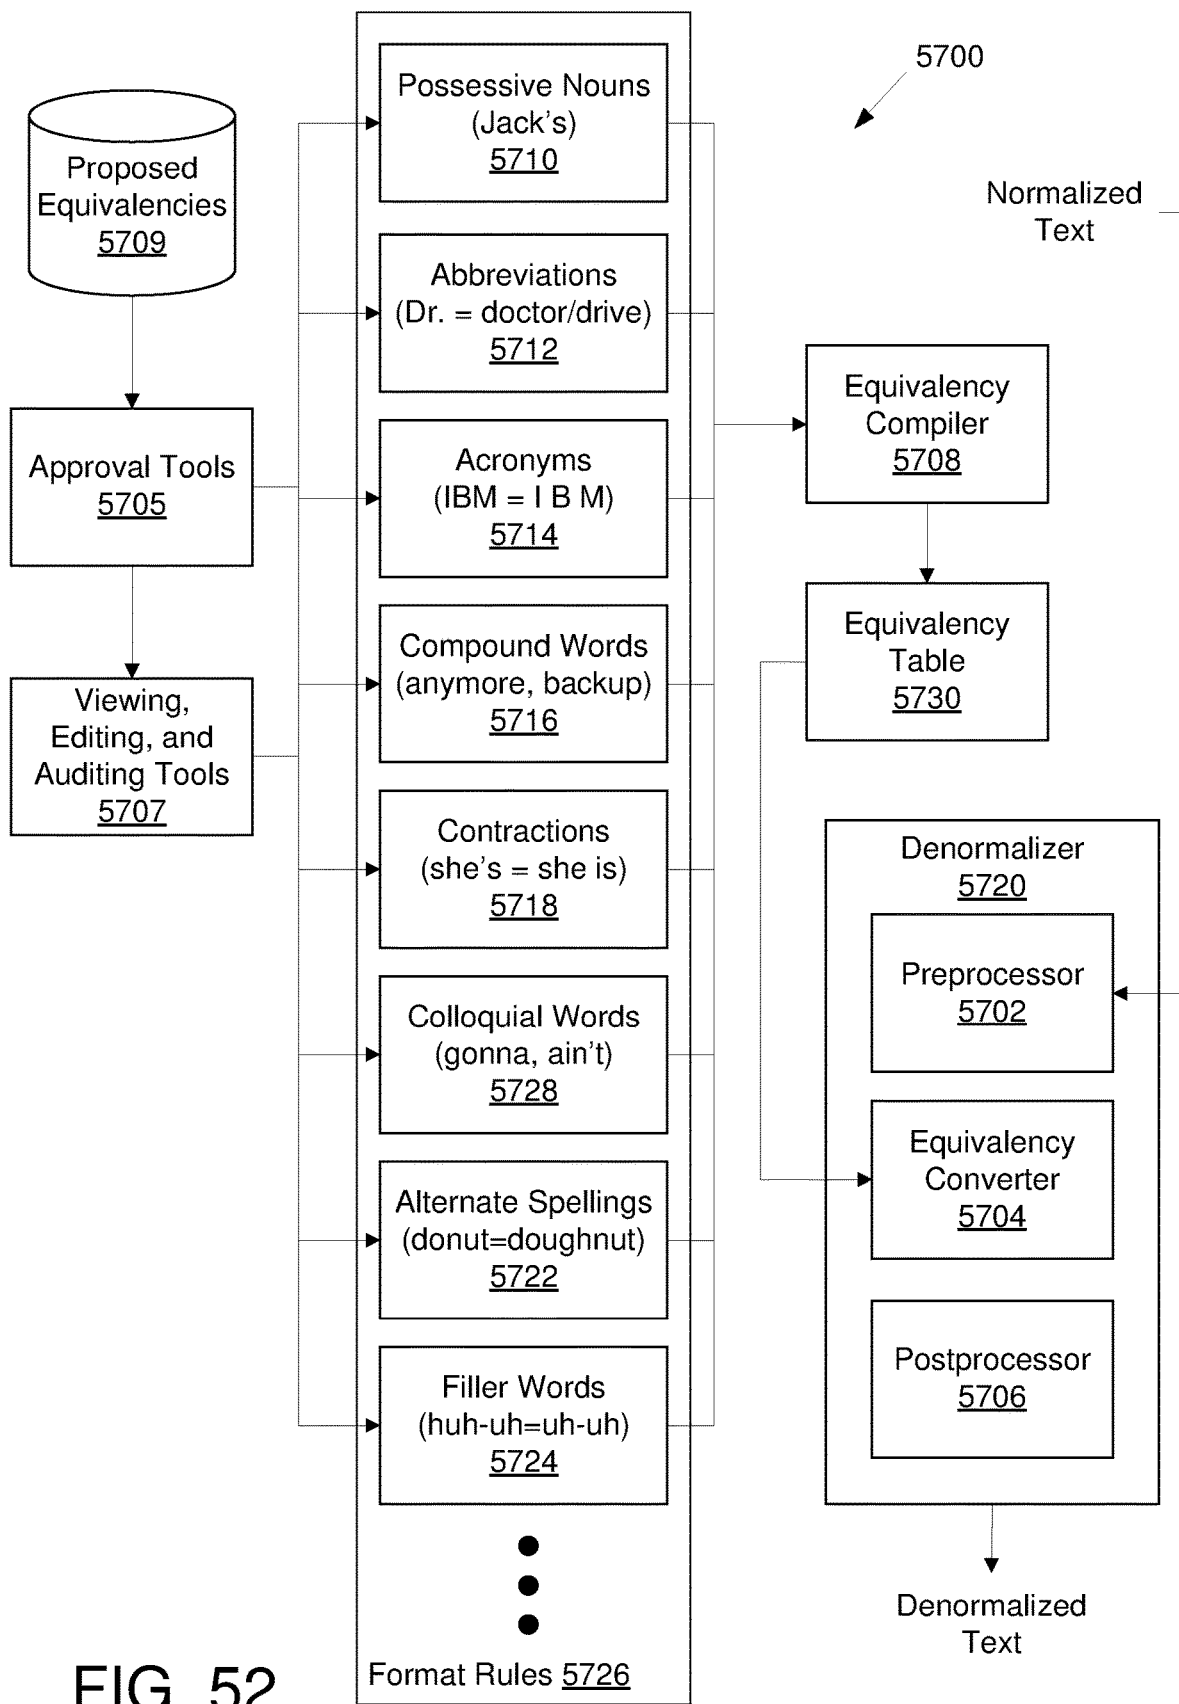 5700
Proposed
Equivalencies
5709
Approval Tools
5705
Viewing,
Editing, and
Auditing Tools
5707
Possessive Nouns
(Jack's)
5710
Abbreviations
(Dr. = doctor/drive)
5712
Acronyms
(IBM = I B M)
5714
Compound Words
(anymore, backup)
5716
Contractions
(she's = she is)
5718
Colloquial Words
(gonna, ain't)
5728
Alternate Spellings
(donut=doughnut)
5722
Filler Words
(huh-uh=uh-uh)
5724
Format Rules 5726
Normalized
Text
Equivalency
Compiler
5708
Equivalency
Table
5730
Denormalizer
5720
Preprocessor
5702
Equivalency
Converter
5704
Postprocessor
5706
Denormalized
Text
FIG. 52